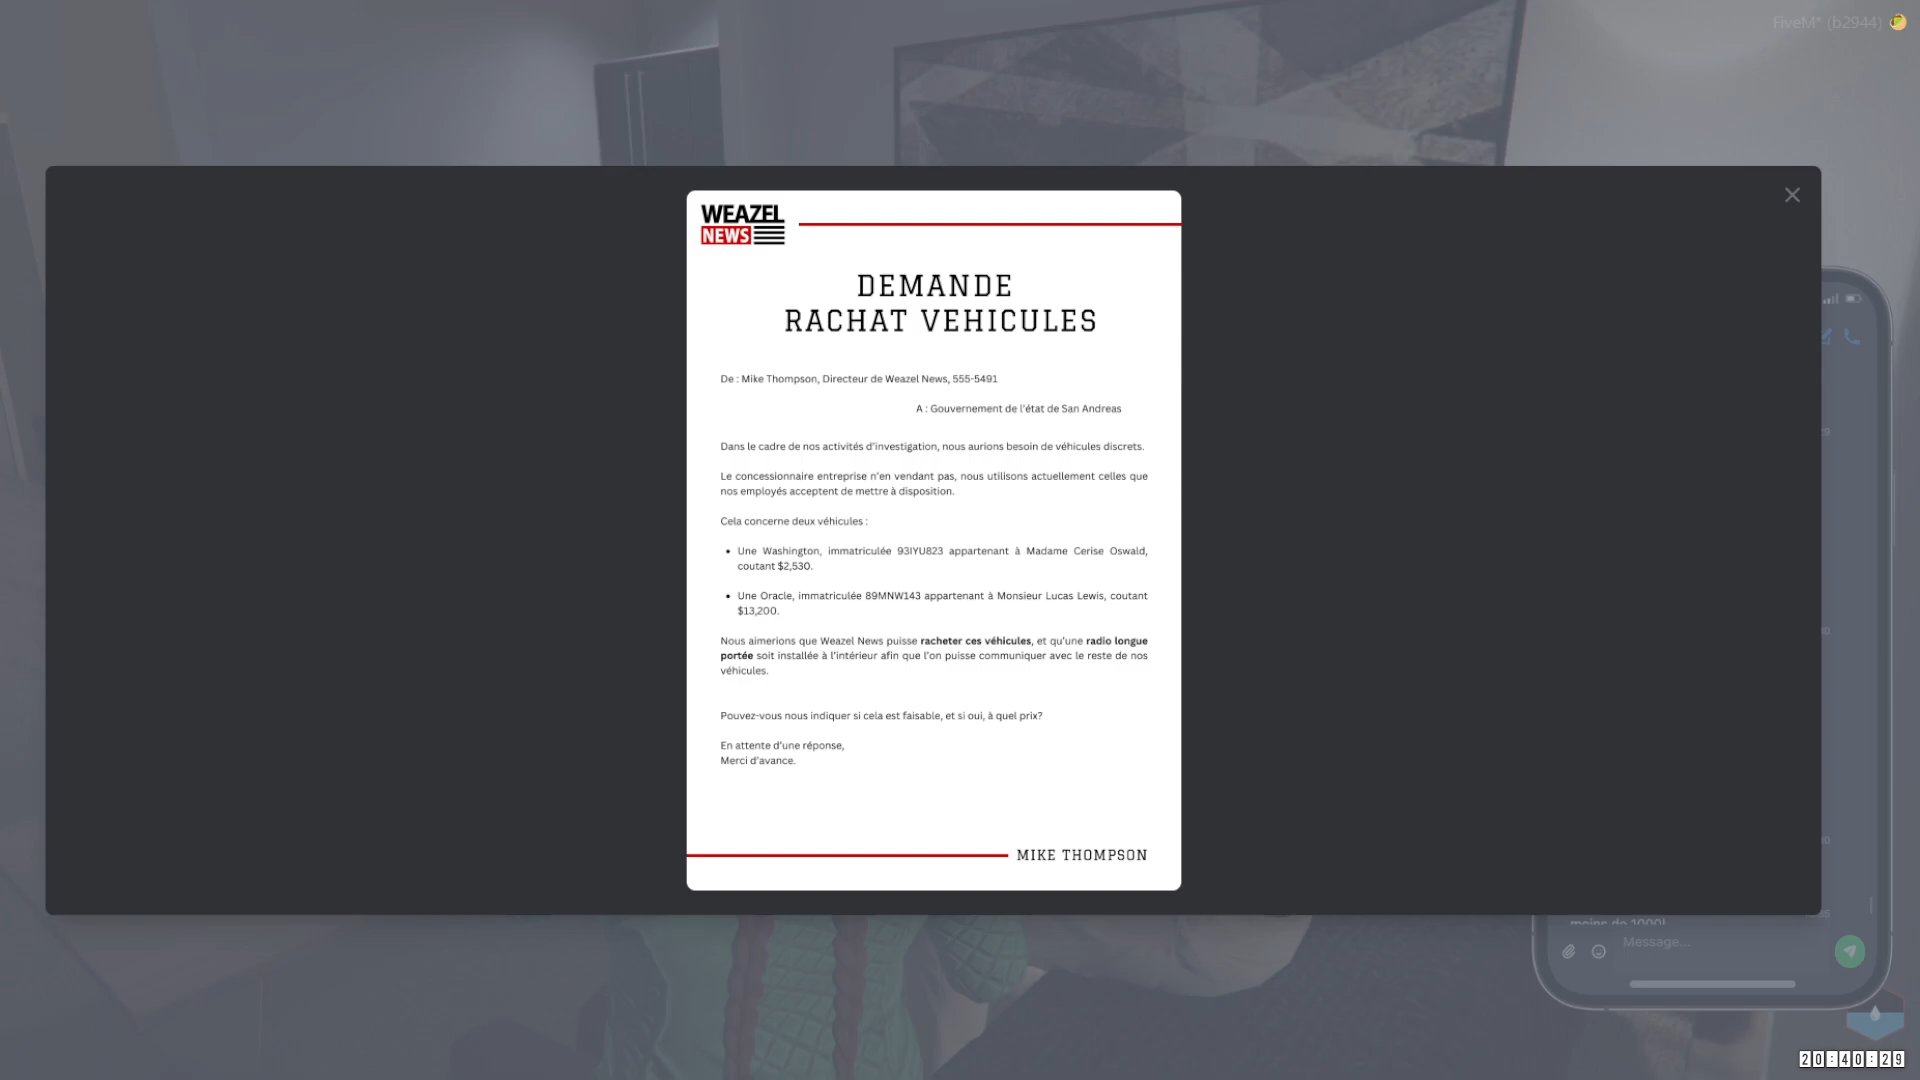 FiveM* (b2944)
WEAZEL
NEWS
DEMANDE
RACHAT VEHICULES
De : Mike Thompson, Directeur de Weazel News, 555-5491
A : Gouvernement de l'état de San Andreas
Dans le cadre de nos activités d'investigation, nous aurions besoin de véhicules discrets.
Le concessionnaire entreprise n'en vendant pas, nous utilisons actuellement celles que
nos employés acceptent de mettre à disposition.
Cela concerne deux véhicules :
• Une Washington, immatriculée 93IYU823 appartenant à Madame Cerise Oswald,
coutant $2,530.
• Une Oracle, immatriculée 89MNW143 appartenant à Monsieur Lucas Lewis, coutant
$13,200.
Nous aimerions que Weazel News puisse racheter ces véhicules, et qu'une radio longue
portée soit installée à l'intérieur afin que l'on puisse communiquer avec le reste de nos
véhicules.
Pouvez-vous nous indiquer si cela est faisable, et si oui, à quel prix?
En attente d'une réponse,
Merci d'avance.
MIKE THOMPSON
moins de 1000!
Message...
20:40:29